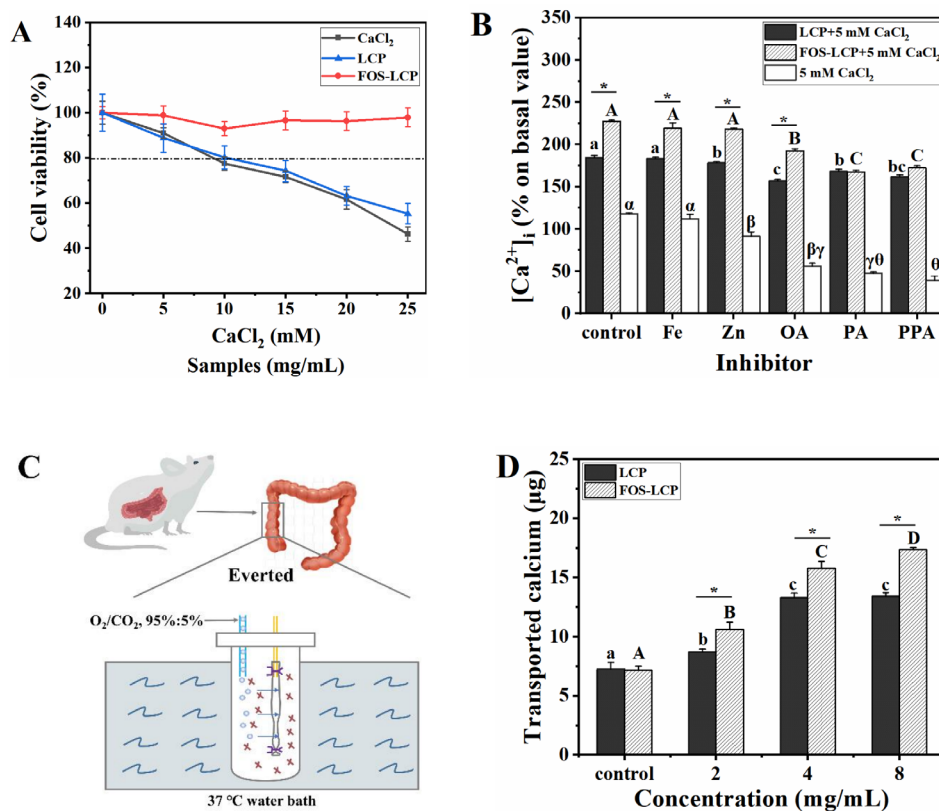 A
140
120
100
80
60
40
20
Cell viability (%)
CaCl₂
LCP
FOS-LCP
0 5 10 15 20 25
CaCl₂ (mM)
Samples (mg/mL)
B
350
300
250
200
150
100
50
0
[Ca²⁺]ᵢ (% on basal value)
LCP+5 mM CaCl₂
FOS-LCP+5 mM CaCl₂
5 mM CaCl₂
* * * *
a A α
a A α
b A β
c B βγ
b C γθ
bc C θ
control Fe Zn OA PA PPA
Inhibitor
C
Everted
O₂/CO₂, 95%:5%
37 °C water bath
D
25
20
15
10
5
0
Transported calcium (μg)
LCP
FOS-LCP
* * *
a A
b B
c C
c D
control 2 4 8
Concentration (mg/mL)